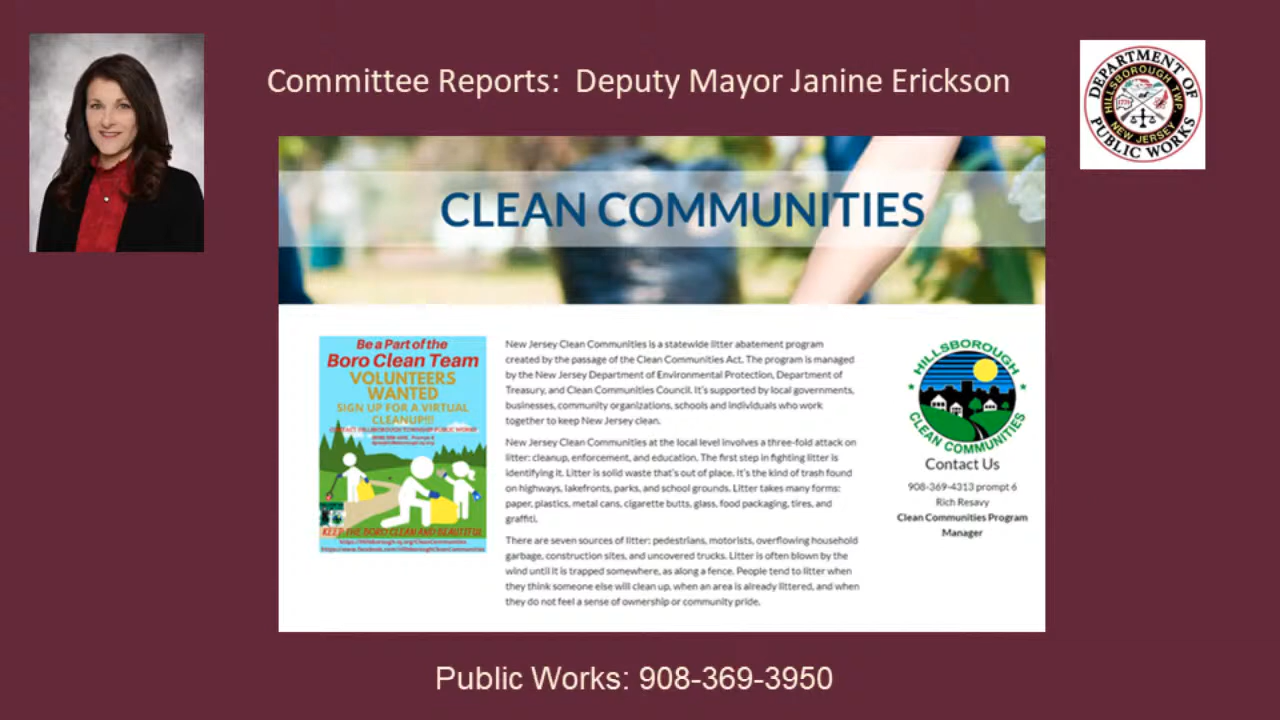 Committee Reports: Deputy Mayor Janine Erickson
DEPARTMENT OF
HILLSBOROUGH TWP
NEW JERSEY
PUBLIC WORKS
CLEAN COMMUNITIES
Be a Part of the
Boro Clean Team
VOLUNTEERS
WANTED
SIGN UP FOR A VIRTUAL
CLEANUP!!!
CONTACT HILLSBOROUGH TOWNSHIP PUBLIC WORKS
KEEP THE BORO CLEAN AND BEAUTIFUL
New Jersey Clean Communities is a statewide litter abatement program
created by the passage of the Clean Communities Act. The program is managed
by the New Jersey Department of Environmental Protection, Department of
Treasury, and Clean Communities Council. It's supported by local governments,
businesses, community organizations, schools and individuals who work
together to keep New Jersey clean.
New Jersey Clean Communities at the local level involves a three-fold attack on
litter: cleanup, enforcement, and education. The first step in fighting litter is
identifying it. Litter is solid waste that's out of place. It's the kind of trash found
on highways, lakefronts, parks, and school grounds. Litter takes many forms:
paper, plastics, metal cans, cigarette butts, glass, food packaging, tires, and
graffiti.
There are seven sources of litter: pedestrians, motorists, overflowing household
garbage, construction sites, and uncovered trucks. Litter is often blown by the
wind until it is trapped somewhere, as along a fence. People tend to litter when
they think someone else will clean up, when an area is already littered, and when
they do not feel a sense of ownership or community pride.
HILLSBOROUGH
CLEAN COMMUNITIES
Contact Us
908-369-4313 prompt 6
Rich Resavy
Clean Communities Program
Manager
Public Works: 908-369-3950